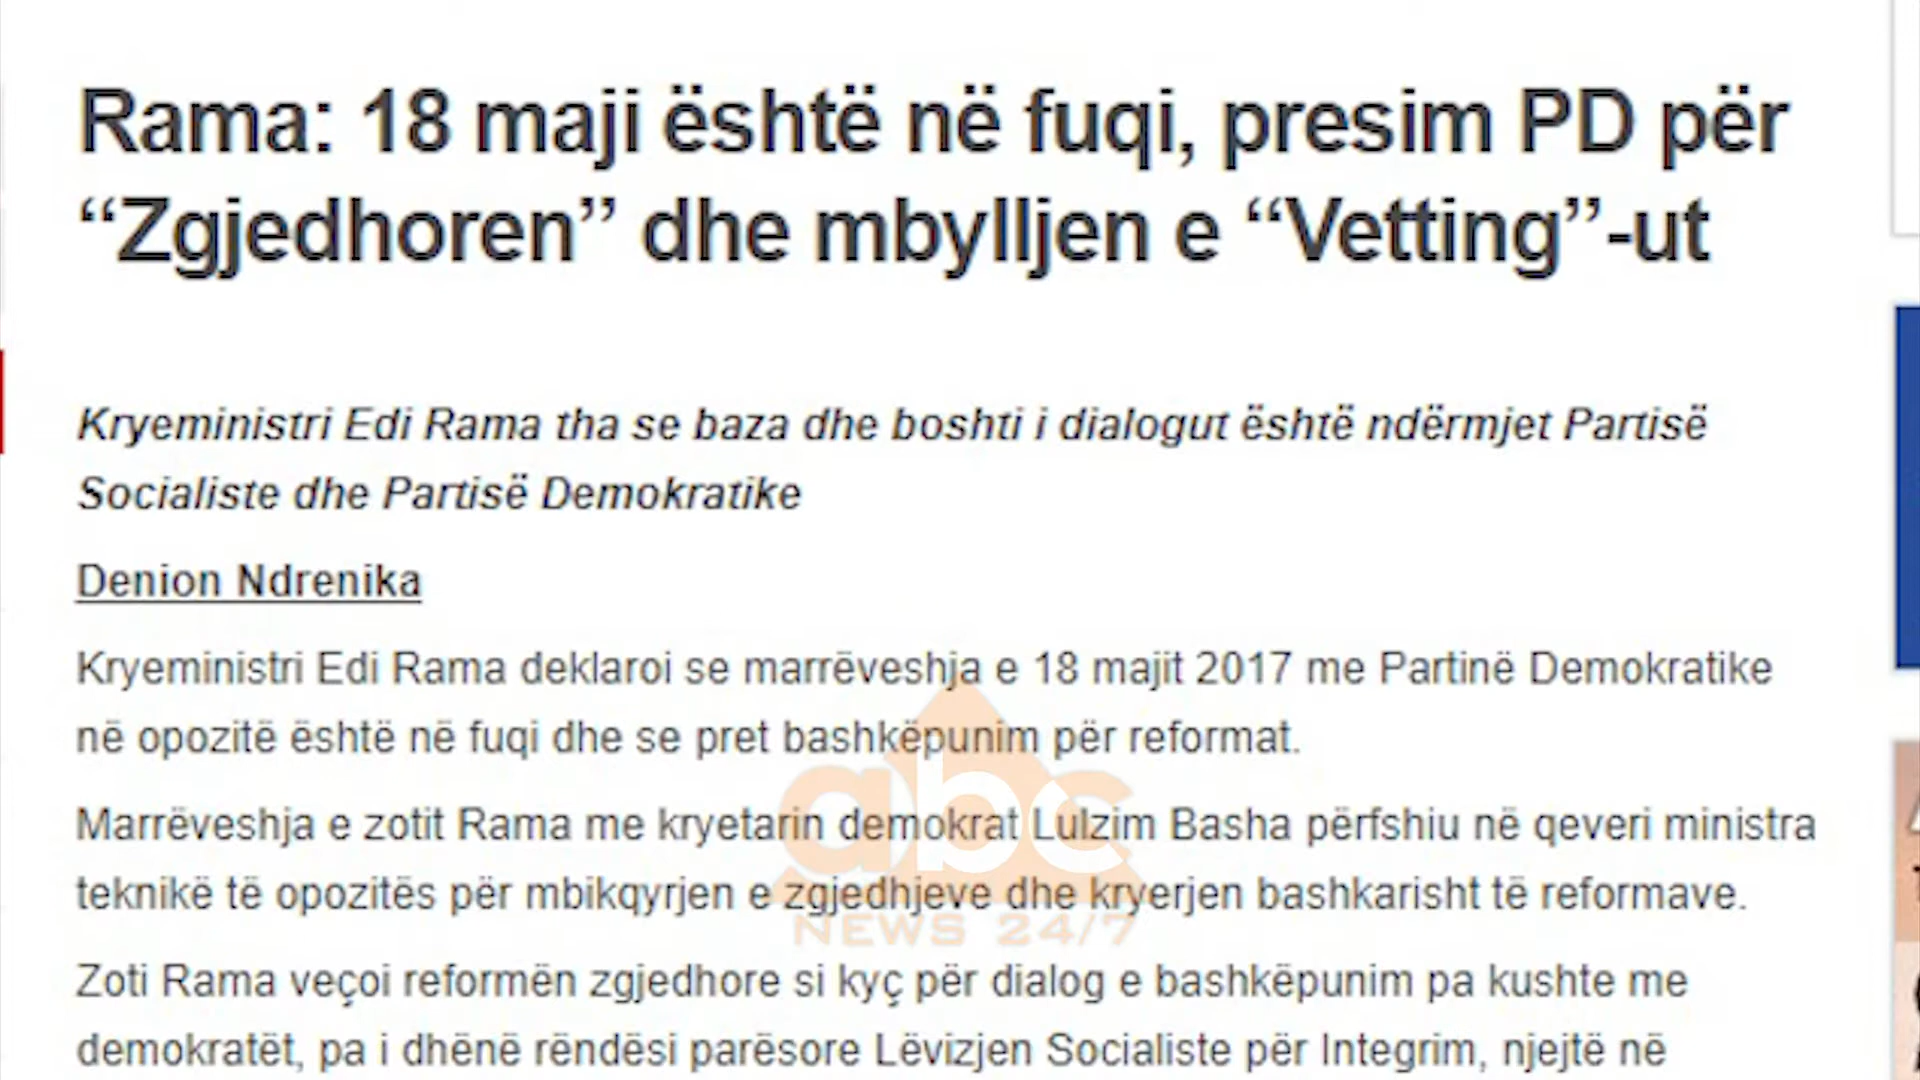 Rama: 18 maji është në fuqi, presim PD për
“Zgjedhoren” dhe mbylljen e “Vetting”-ut
Kryeministri Edi Rama tha se baza dhe boshti i dialogut është ndërmjet Partisë
Socialiste dhe Partisë Demokratike
Denion Ndrenika
Kryeministri Edi Rama deklaroi se marrëveshja e 18 majit 2017 me Partinë Demokratike
në opozitë është në fuqi dhe se pret bashkëpunim për reformat.
Marrëveshja e zotit Rama me kryetarin demokrat Lulzim Basha përfshiu në qeveri ministra
teknikë të opozitës për mbikqyrjen e zgjedhjeve dhe kryerjen bashkarisht të reformave.
abc
NEWS 24/7
Zoti Rama veçoi reformën zgjedhore si kyç për dialog e bashkëpunim pa kushte me
demokratët, pa i dhënë rëndësi parësore Lëvizjen Socialiste për Integrim, njejtë në